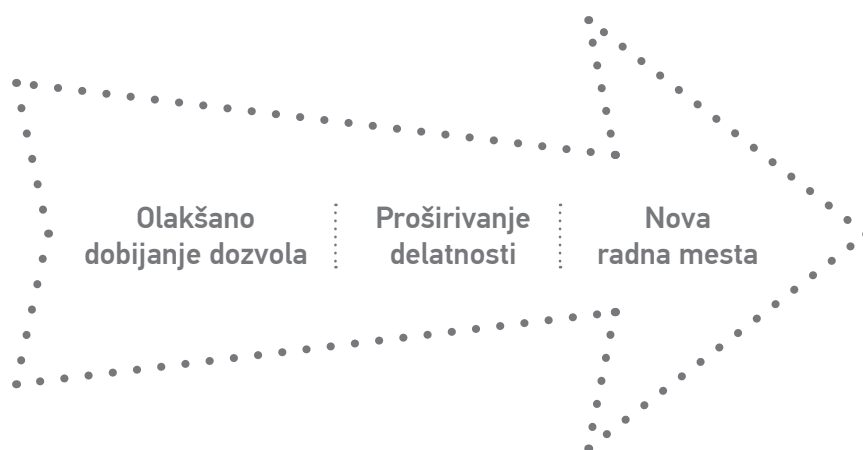 Olakšano
dobijanje dozvola
Proširivanje
delatnosti
Nova
radna mesta